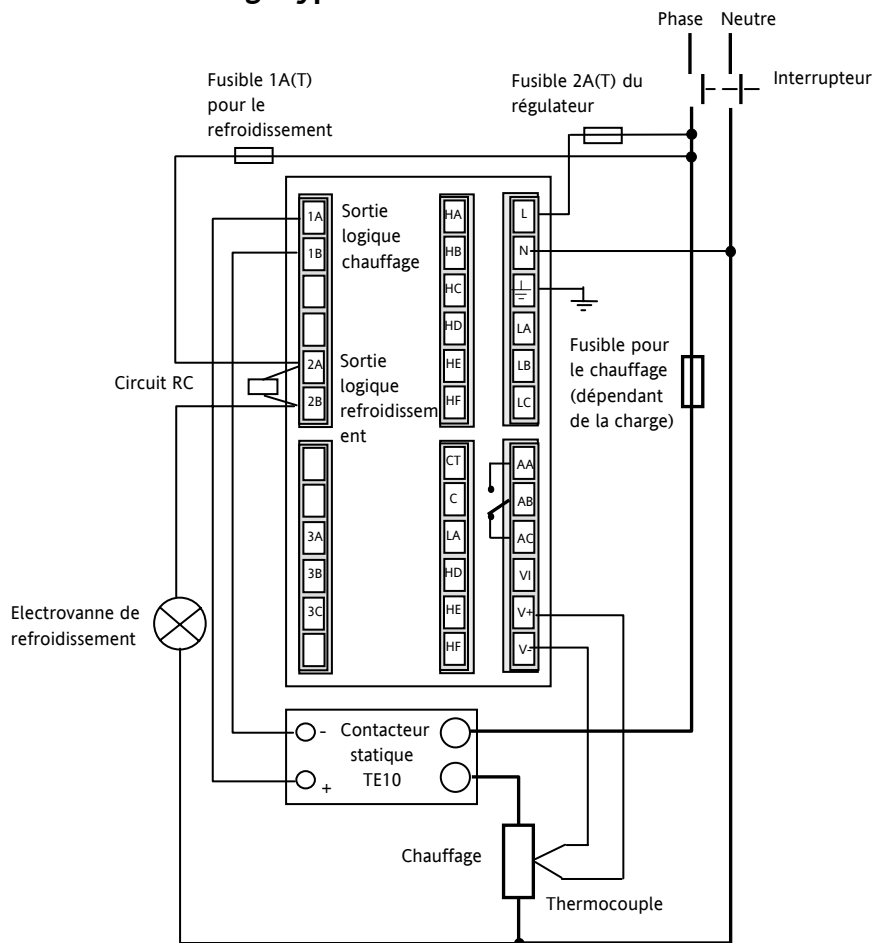 Phase Neutre
Interrupteur
Fusible 1A(T)
pour le
refroidissement
Fusible 2A(T) du
régulateur
1A
1B
2A
2B
Sortie
logique
chauffage
Sortie
logique
refroidissem
ent
HA
HB
HC
HD
HE
HF
L
N
LA
LB
LC
Circuit RC
Fusible pour
le chauffage
(dépendant
de la charge)
3A
3B
3C
CT
C
LA
HD
HE
HF
AA
AB
AC
VI
V+
V-
Electrovanne de
refroidissement
-
+
Contacteur
statique
TE10
Chauffage
Thermocouple